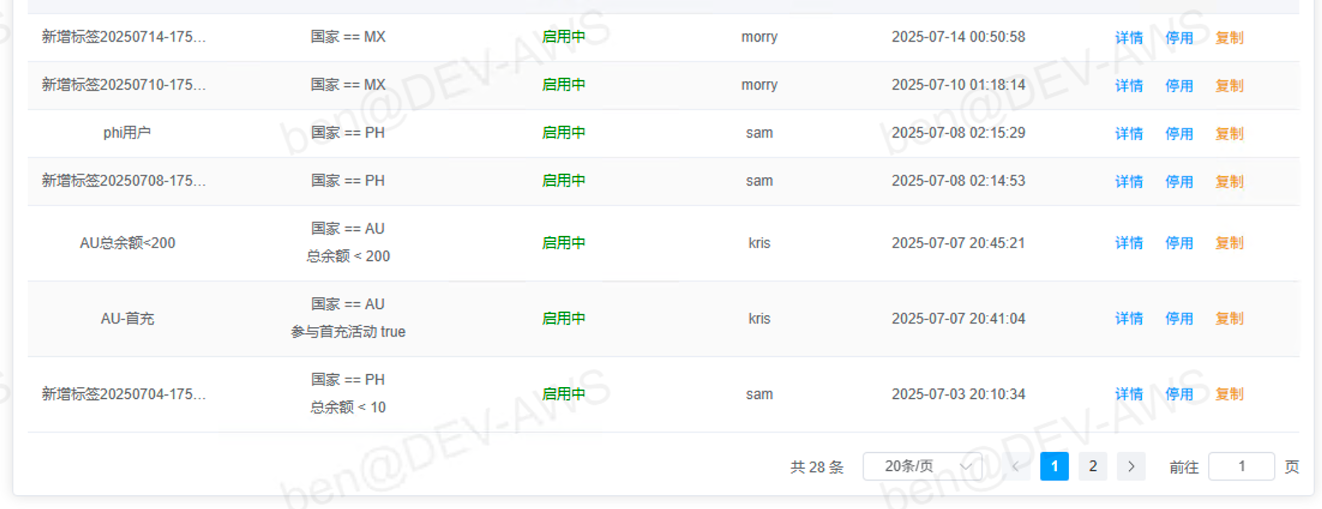 新增标签20250714-175... 国家 == MX 启用中 morry 2025-07-14 00:50:58 详情 停用 复制
新增标签20250710-175... 国家 == MX 启用中 morry 2025-07-10 01:18:14 详情 停用 复制
phi用户 国家 == PH 启用中 sam 2025-07-08 02:15:29 详情 停用 复制
新增标签20250708-175... 国家 == PH 启用中 sam 2025-07-08 02:14:53 详情 停用 复制
国家 == AU
AU总余额<200 启用中 kris 2025-07-07 20:45:21 详情 停用 复制
总余额 < 200
国家 == AU
AU-首充 启用中 kris 2025-07-07 20:41:04 详情 停用 复制
参与首充活动 true
国家 == PH
新增标签20250704-175... 启用中 sam 2025-07-03 20:10:34 详情 停用 复制
总余额 < 10
共 28 条 20条/页 1 2 前往 1 页
ben@DEV-AWS
ben@DEV-AWS
ben@DEV-AWS
ben@DEV-AWS